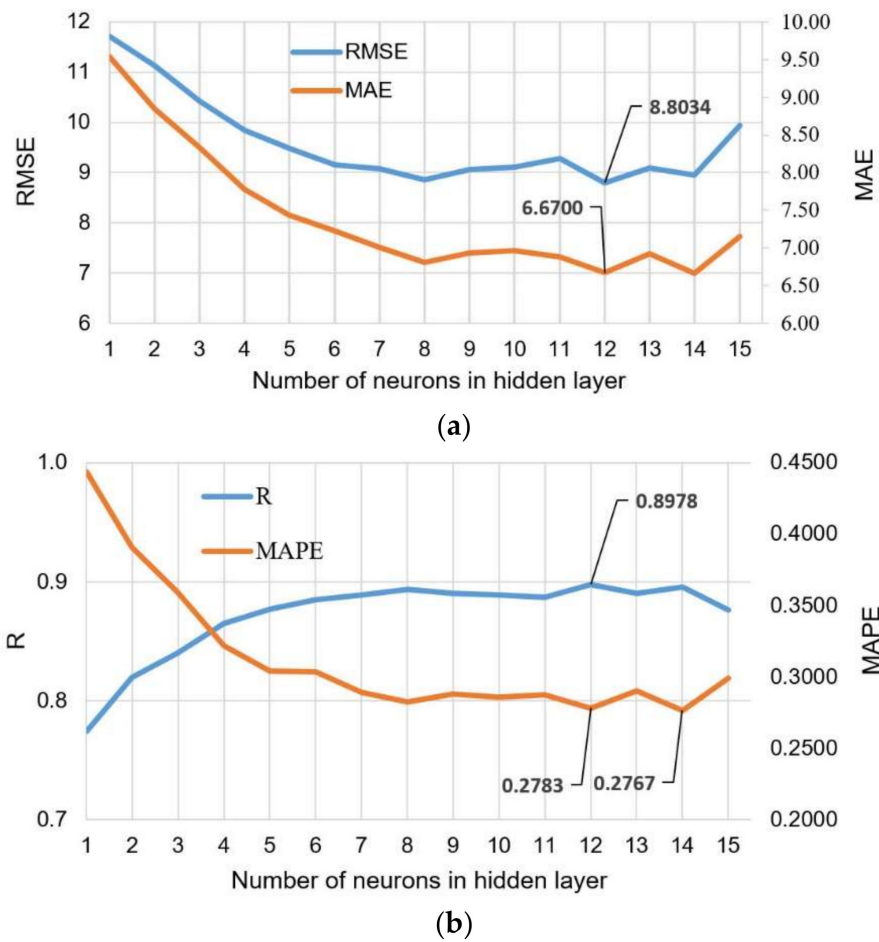 12
11
10
9
8
7
6
RMSE
RMSE
MAE
8.8034
6.6700
10.00
9.50
9.00
8.50
8.00
7.50
7.00
6.50
6.00
MAE
1 2 3 4 5 6 7 8 9 10 11 12 13 14 15
Number of neurons in hidden layer
(a)
1.0
0.9
0.8
0.7
R
R
MAPE
0.8978
0.2783
0.2767
0.4500
0.4000
0.3500
0.3000
0.2500
0.2000
MAPE
1 2 3 4 5 6 7 8 9 10 11 12 13 14 15
Number of neurons in hidden layer
(b)